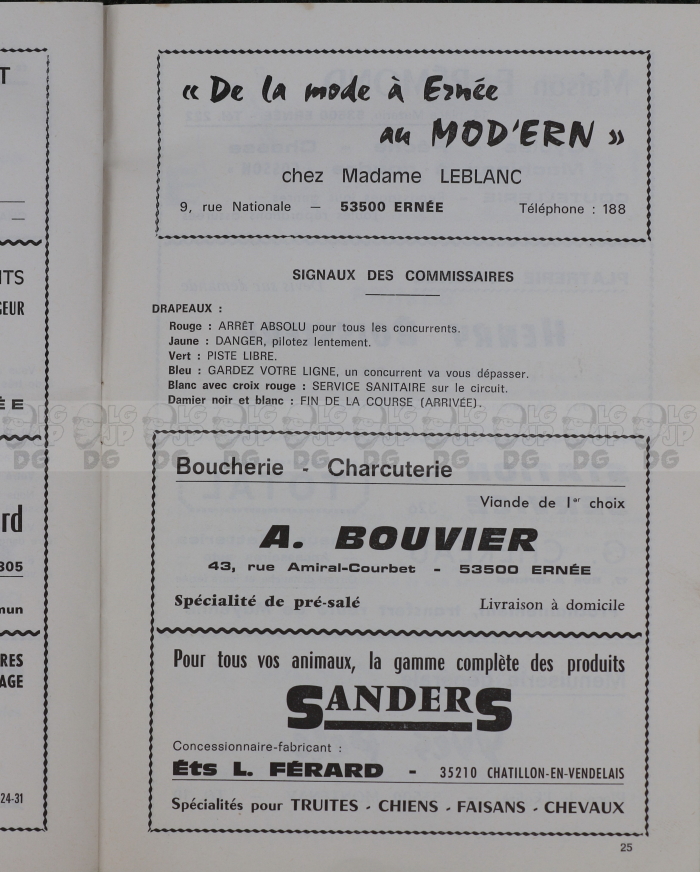 « De la mode à Ernée
au MOD'ERN »
chez Madame LEBLANC
9, rue Nationale — 53500 ERNÉE Téléphone : 188
SIGNAUX DES COMMISSAIRES
DRAPEAUX :
Rouge : ARRÊT ABSOLU pour tous les concurrents.
Jaune : DANGER, pilotez lentement.
Vert : PISTE LIBRE.
Bleu : GARDEZ VOTRE LIGNE, un concurrent va vous dépasser.
Blanc avec croix rouge : SERVICE SANITAIRE sur le circuit.
Damier noir et blanc : FIN DE LA COURSE (ARRIVÉE).
Boucherie - Charcuterie
Viande de 1er choix
A. BOUVIER
43, rue Amiral-Courbet - 53500 ERNÉE
Spécialité de pré-salé Livraison à domicile
Pour tous vos animaux, la gamme complète des produits
SANDERS
Concessionnaire-fabricant :
Éts L. FÉRARD - 35210 CHATILLON-EN-VENDELAIS
Spécialités pour TRUITES - CHIENS - FAISANS - CHEVAUX
25